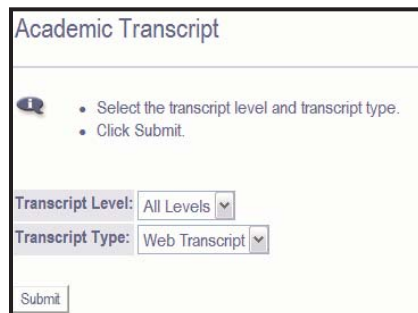 Academic Transcript
• Select the transcript level and transcript type.
• Click Submit.
Transcript Level: All Levels
Transcript Type: Web Transcript
Submit